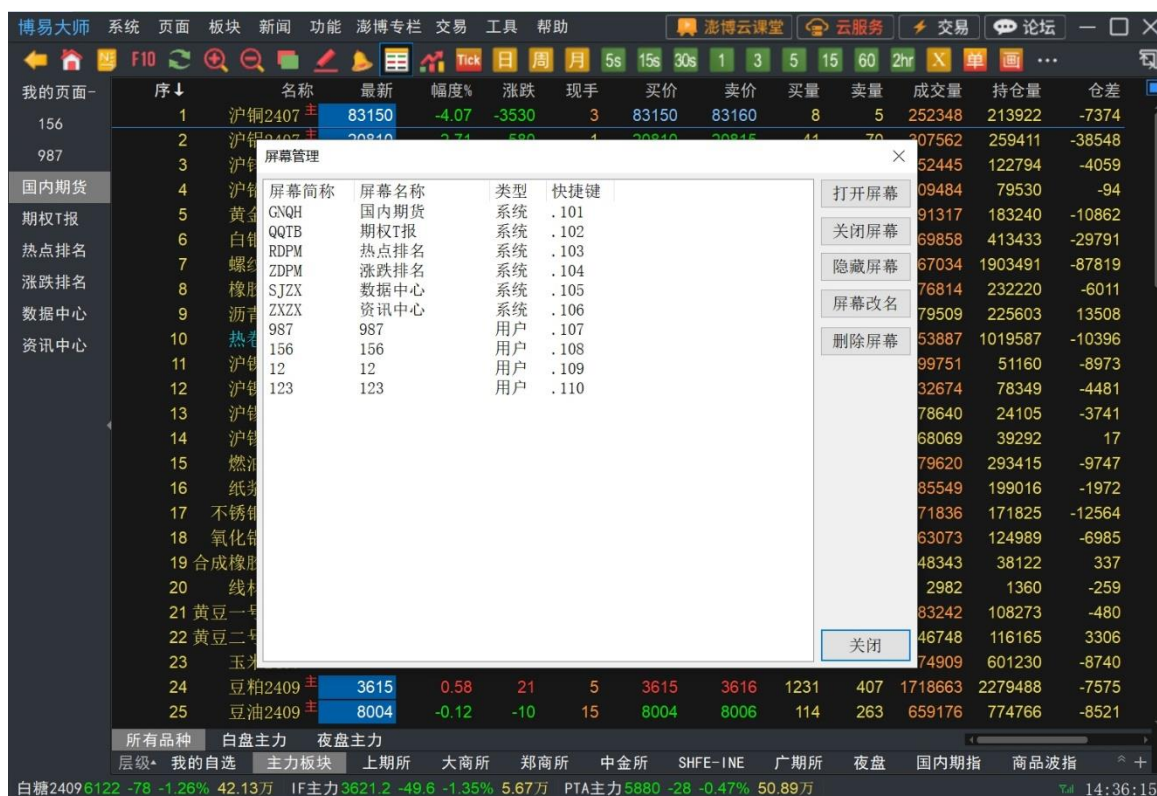 博易大师 系统 页面 板块 新闻 功能 澎博专栏 交易 工具 帮助 澎博云课堂 云服务 交易 论坛
F10 Tick 日 周 月 5s 15s 30s 1 3 5 15 60 2hr X 单 画 ···
我的页面-
156
987
国内期货
期权T报
热点排名
涨跌排名
数据中心
资讯中心
序↓ 名称 最新 幅度% 涨跌 现手 买价 卖价 买量 卖量 成交量 持仓量 仓差
1 沪铜2407 主 83150 -4.07 -3530 3 83150 83160 8 5 252348 213922 -7374
2 259411 -38548
3 122794 -4059
4 79530 -94
5 183240 -10862
6 413433 -29791
7 1903491 -87819
8 232220 -6011
9 225603 13508
10 1019587 -10396
11 51160 -8973
12 78349 -4481
13 24105 -3741
14 39292 17
15 293415 -9747
16 199016 -1972
17 171825 -12564
18 124989 -6985
19 合成橡胶 38122 337
20 2982 1360 -259
21 黄豆一号 108273 -480
22 黄豆二号 116165 3306
23 601230 -8740
24 豆粕2409 主 3615 0.58 21 5 3615 3616 1231 407 1718663 2279488 -7575
25 豆油2409 主 8004 -0.12 -10 15 8004 8006 114 263 659176 774766 -8521
屏幕管理
屏幕简称 屏幕名称 类型 快捷键
GNQH 国内期货 系统 .101
QQTB 期权T报 系统 .102
RDPM 热点排名 系统 .103
ZDPM 涨跌排名 系统 .104
SJZX 数据中心 系统 .105
ZXZX 资讯中心 系统 .106
987 987 用户 .107
156 156 用户 .108
12 12 用户 .109
123 123 用户 .110
打开屏幕
关闭屏幕
隐藏屏幕
屏幕改名
删除屏幕
关闭
所有品种 白盘主力 夜盘主力
层级 我的自选 主力板块 上期所 大商所 郑商所 中金所 SHFE-INE 广期所 夜盘 国内期指 商品波指
白糖2409 6122 -78 -1.26% 42.13万 IF主力 3621.2 -49.6 -1.35% 5.67万 PTA主力 5880 -28 -0.47% 50.89万 14:36:15